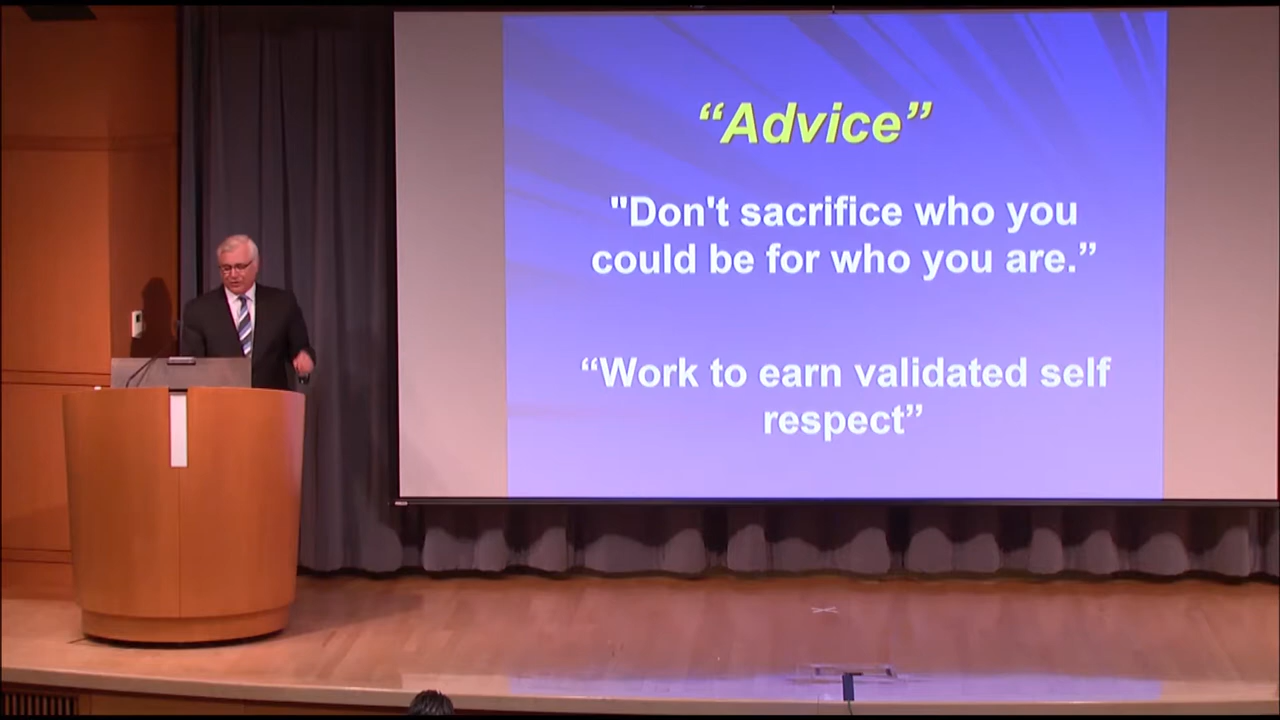 “Advice”
"Don't sacrifice who you
could be for who you are.”
“Work to earn validated self
respect”